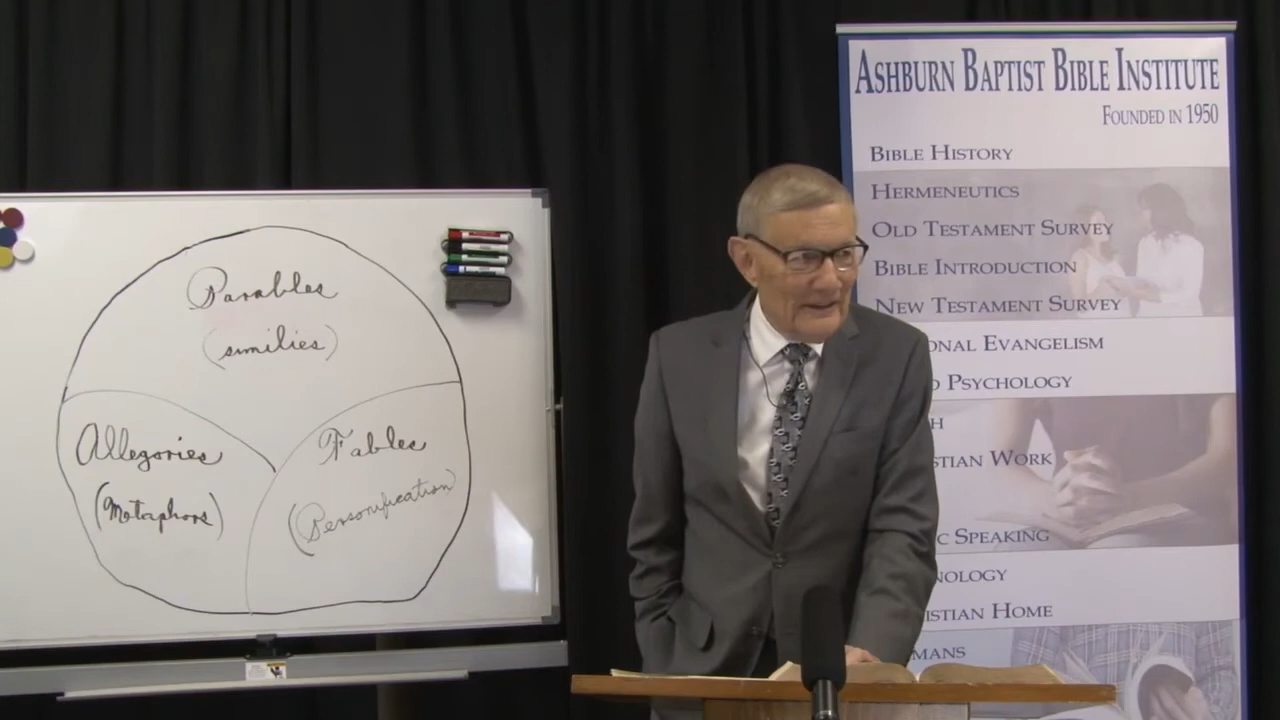 Parables
(similies)
Allegories
(Metaphors)
Fables
(Personification)
ASHBURN BAPTIST BIBLE INSTITUTE
FOUNDED IN 1950
BIBLE HISTORY
HERMENEUTICS
OLD TESTAMENT SURVEY
BIBLE INTRODUCTION
NEW TESTAMENT SURVEY
ONAL EVANGELISM
PSYCHOLOGY
H
STIAN WORK
C SPEAKING
NOLOGY
ISTIAN HOME
MANS